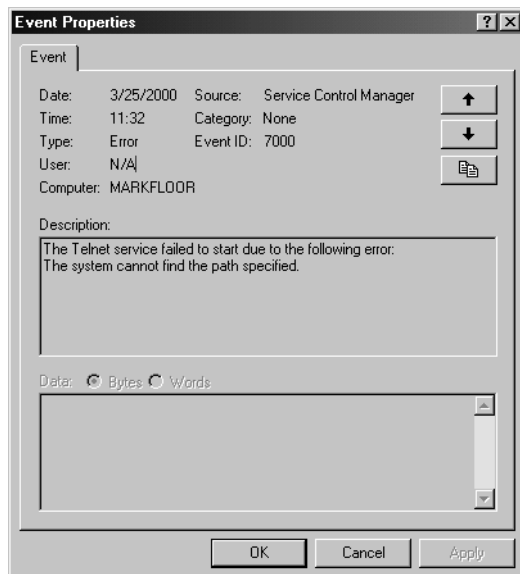 Event Properties
Event
Date: 3/25/2000 Source: Service Control Manager
Time: 11:32 Category: None
Type: Error Event ID: 7000
User: N/A
Computer: MARKFLOOR
Description:
The Telnet service failed to start due to the following error:
The system cannot find the path specified.
Data: Bytes Words
OK Cancel Apply